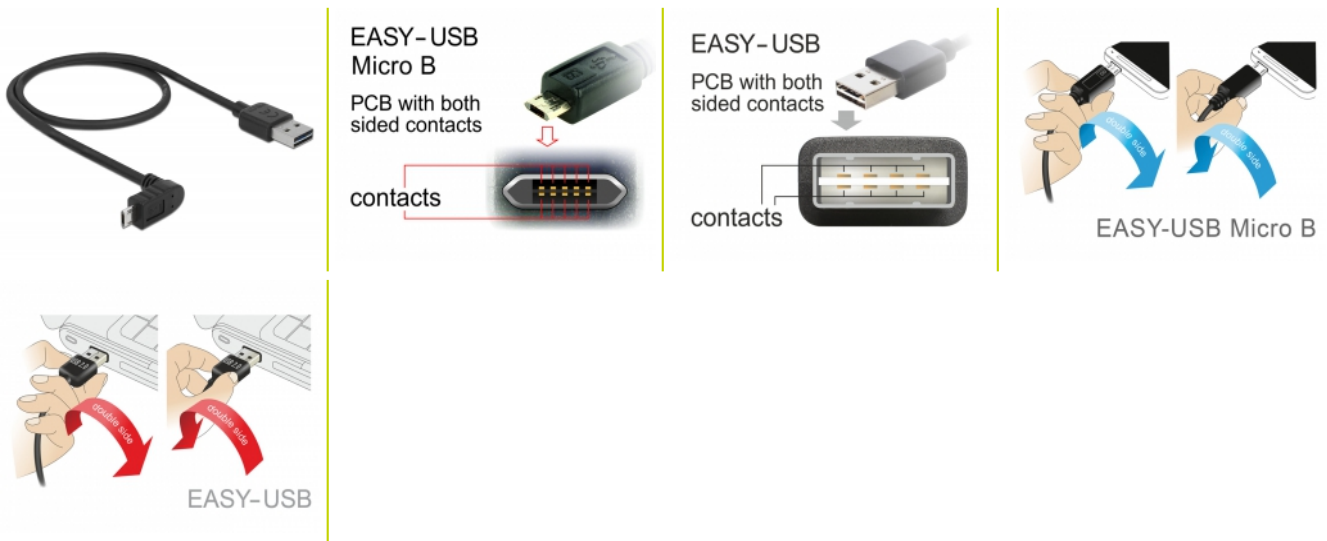 EASY-USB
Micro B
PCB with both
sided contacts
contacts
EASY-USB
PCB with both
sided contacts
contacts
double side
double side
EASY-USB Micro B
double side
double side
EASY-USB